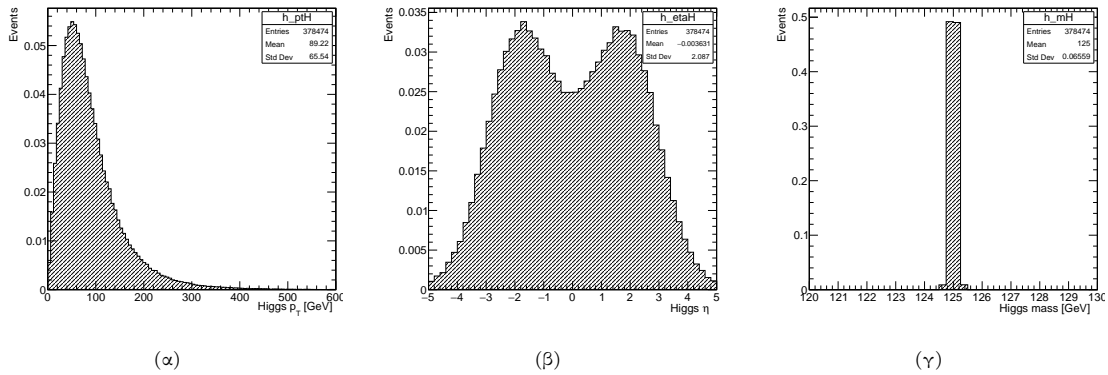 Events
h_ptH
Entries 378474
Mean 89.22
Std Dev 65.54
0.05
0.04
0.03
0.02
0.01
0
0 100 200 300 400 500 600
Higgs p_T [GeV]
(α)
Events
h_etaH
Entries 378474
Mean −0.003631
Std Dev 2.087
0.035
0.03
0.025
0.02
0.015
0.01
0.005
0
−5 −4 −3 −2 −1 0 1 2 3 4 5
Higgs η
(β)
Events
h_mH
Entries 378474
Mean 125
Std Dev 0.06559
0.5
0.4
0.3
0.2
0.1
0
120 121 122 123 124 125 126 127 128 129 130
Higgs mass [GeV]
(γ)